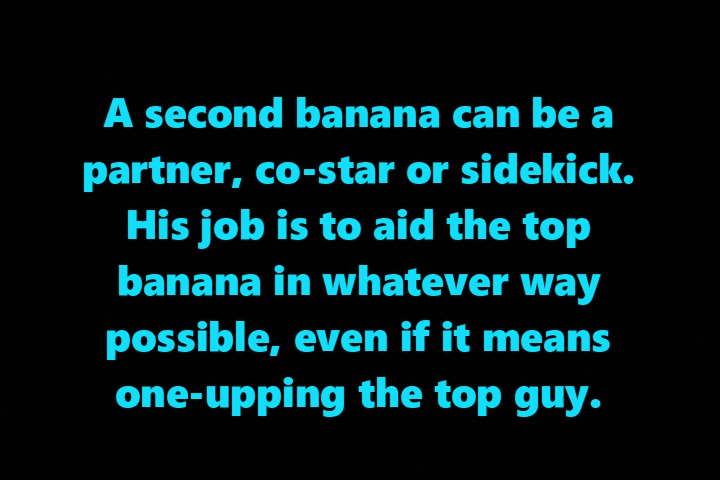 A second banana can be a
partner, co-star or sidekick.
His job is to aid the top
banana in whatever way
possible, even if it means
one-upping the top guy.